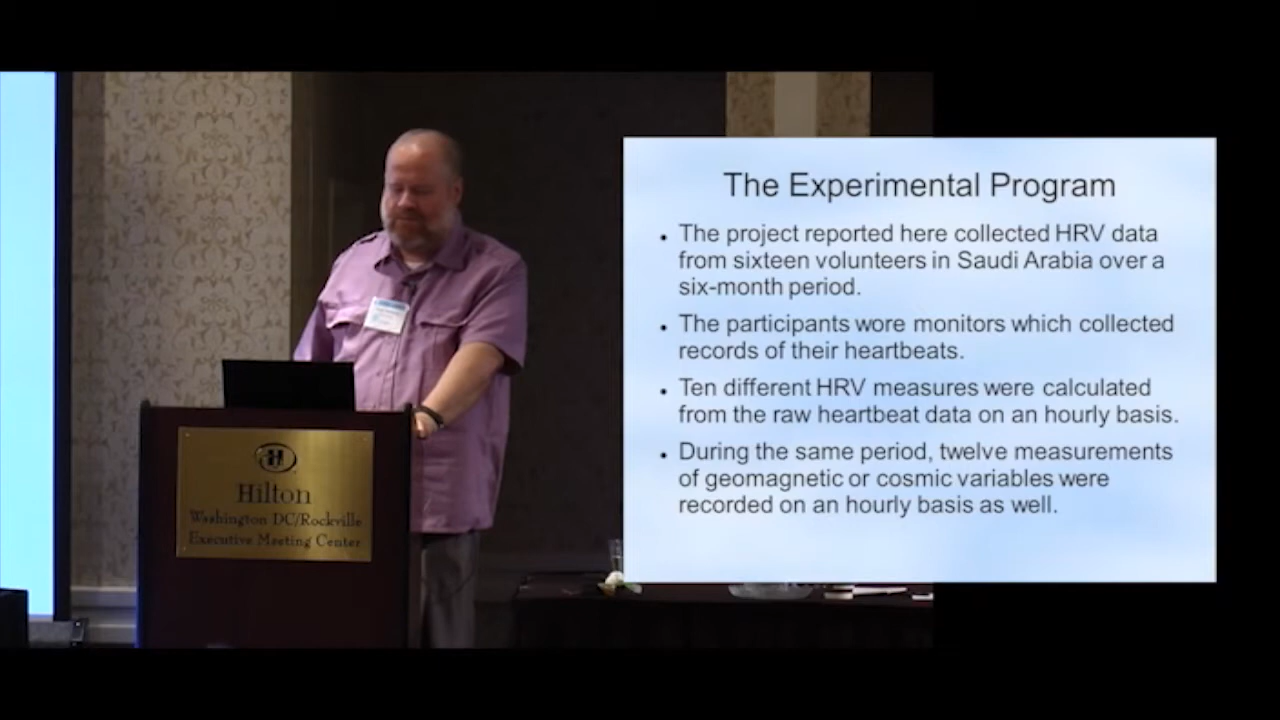 The Experimental Program
• The project reported here collected HRV data
from sixteen volunteers in Saudi Arabia over a
six-month period.
• The participants wore monitors which collected
records of their heartbeats.
• Ten different HRV measures were calculated
from the raw heartbeat data on an hourly basis.
• During the same period, twelve measurements
of geomagnetic or cosmic variables were
recorded on an hourly basis as well.
H
Hilton
Washington DC/Rockville
Executive Meeting Center